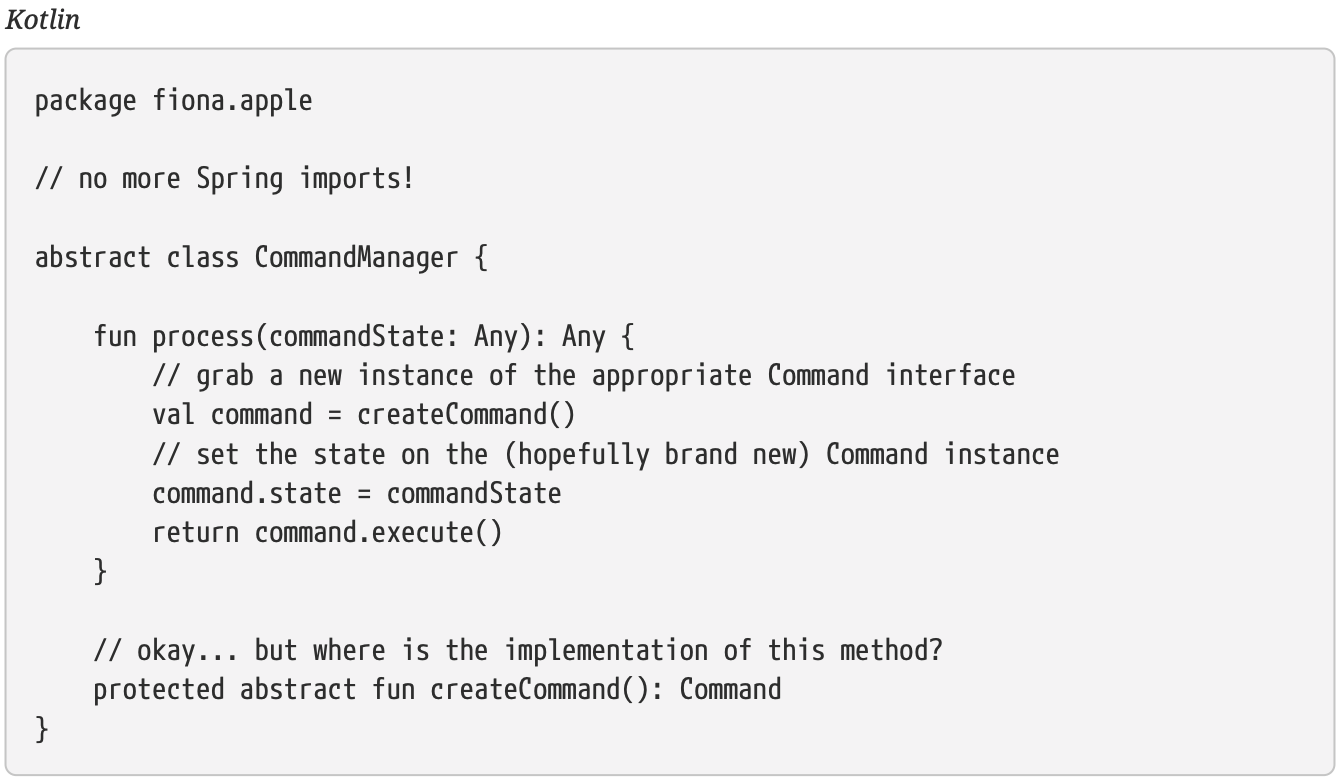 Kotlin
package fiona.apple
// no more Spring imports!
abstract class CommandManager {
    fun process(commandState: Any): Any {
        // grab a new instance of the appropriate Command interface
        val command = createCommand()
        // set the state on the (hopefully brand new) Command instance
        command.state = commandState
        return command.execute()
    }
    // okay... but where is the implementation of this method?
    protected abstract fun createCommand(): Command
}